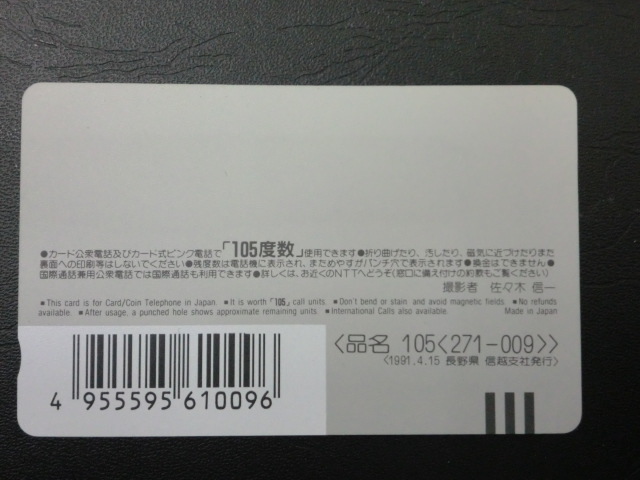 ●カード公衆電話及びカード式ピンク電話で「105度数」使用できます●折り曲げたり、汚したり、磁気に近づけたりまた
裏面への印刷等はしないでください●残度数は電話機に表示され、まためやすがパンチ穴で表示されます●換金はできません●
国際通話兼用公衆電話では国際通話も利用できます●詳しくは、お近くのNTTへどうぞ(窓口に備え付けの約款もご覧ください)
撮影者 佐々木 信一
■This card is for Card/Coin Telephone in Japan. ■It is worth「105」call units. ■Don't bend or stain and avoid magnetic fields. ■No refunds
available. ■After usage, a punched hole shows approximate remaining units. ■International Calls also available. Made in Japan
〈品名 105〈271-009〉〉
〈1991.4.15 長野県 信越支社発行〉
4 955595 610096